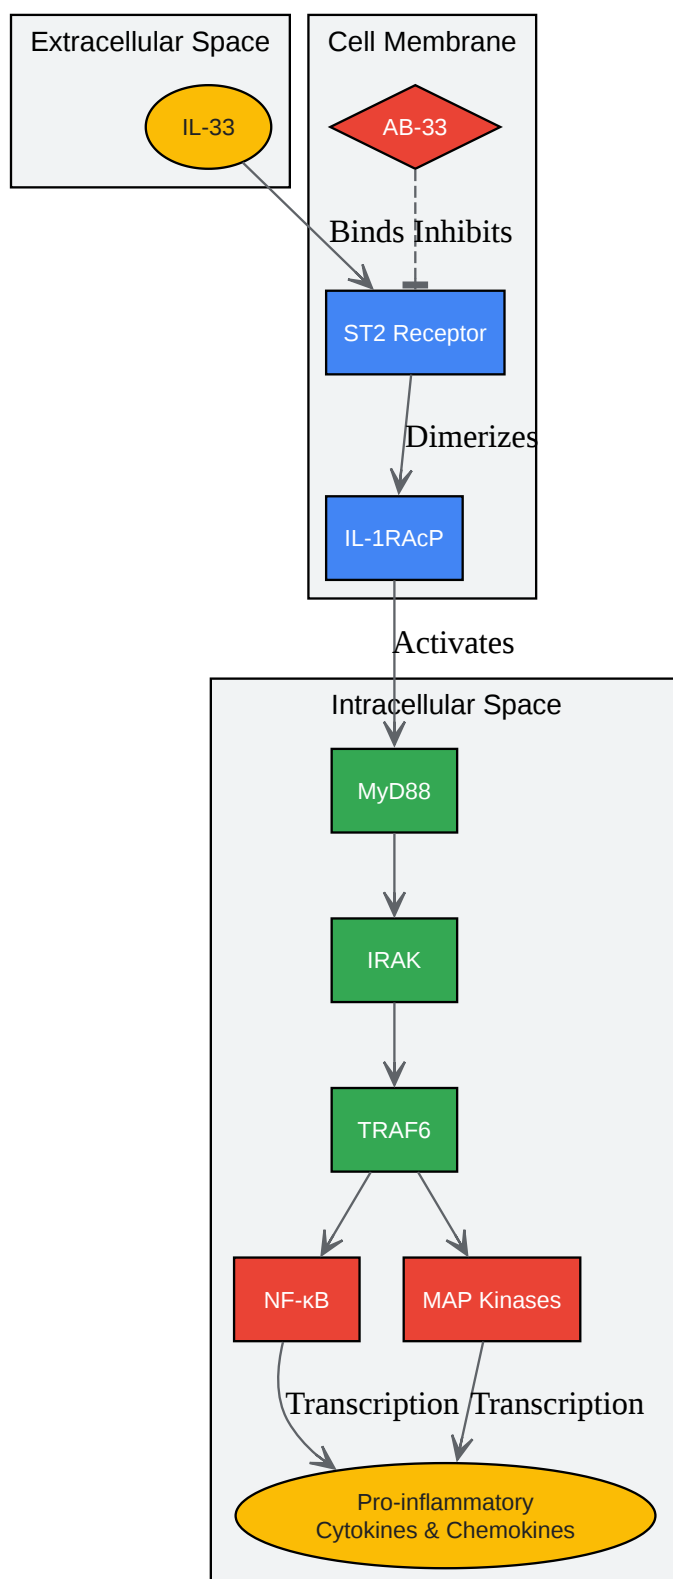 Extracellular Space
Cell Membrane
IL-33
AB-33
Binds
Inhibits
ST2 Receptor
Dimerizes
IL-1RAcP
Activates
Intracellular Space
MyD88
IRAK
TRAF6
NF-κB
MAP Kinases
Transcription
Transcription
Pro-inflammatory
Cytokines & Chemokines